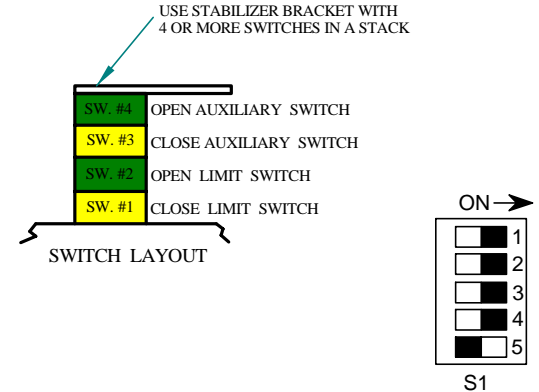 USE STABILIZER BRACKET WITH
4 OR MORE SWITCHES IN A STACK
SW. #4 OPEN AUXILIARY SWITCH
SW. #3 CLOSE AUXILIARY SWITCH
SW. #2 OPEN LIMIT SWITCH
SW. #1 CLOSE LIMIT SWITCH
SWITCH LAYOUT
ON
1
2
3
4
5
S1